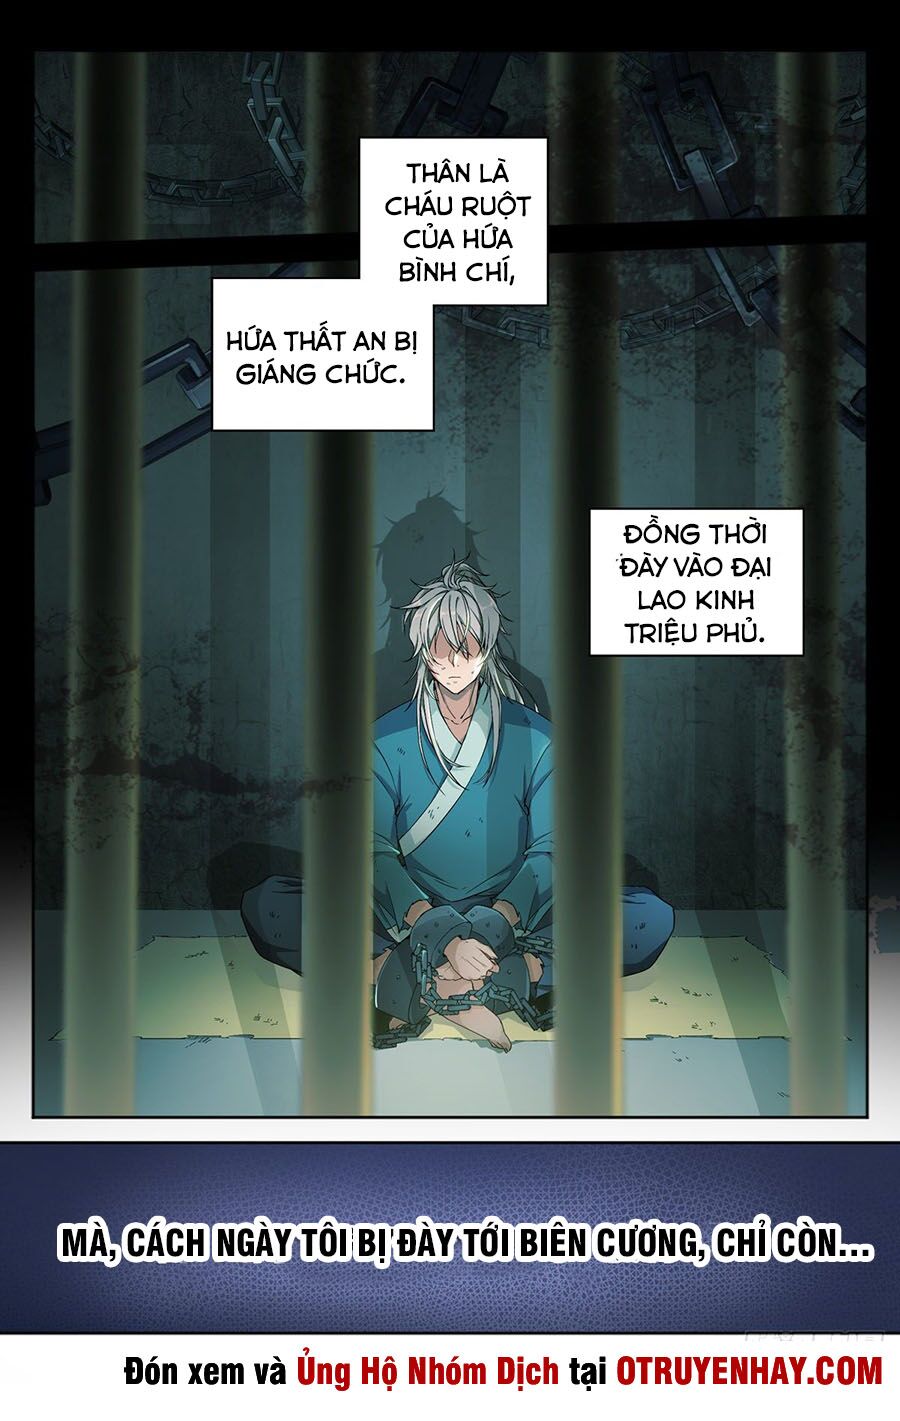 THÂN LÀ
CHÁU RUỘT
CỦA HỨA
BÌNH CHÍ,
HỨA THẤT AN BỊ
GIÁNG CHỨC.
ĐỒNG THỜI
ĐÀY VÀO ĐẠI
LAO KINH
TRIỆU PHỦ.
MÀ, CÁCH NGÀY TÔI BỊ ĐÀY TỚI BIÊN CƯƠNG, CHỈ CÒN...
Đón xem và Ủng Hộ Nhóm Dịch tại OTRUYENHAY.COM